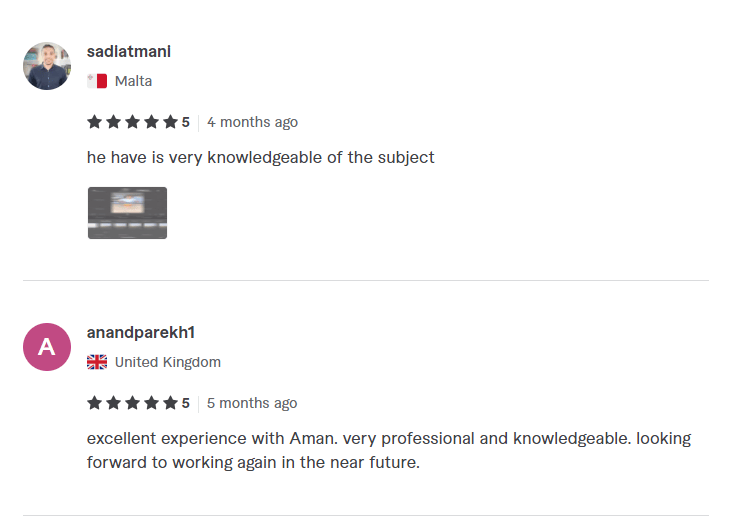 sadiatmani
Malta
5 4 months ago
he have is very knowledgeable of the subject
A
anandparekh1
United Kingdom
5 5 months ago
excellent experience with Aman. very professional and knowledgeable. looking
forward to working again in the near future.